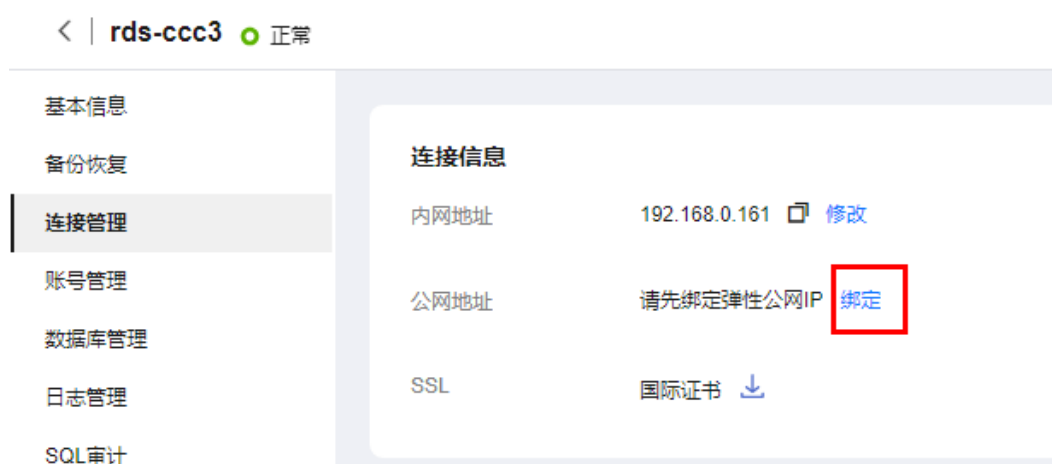 rds-ccc3 正常
基本信息
备份恢复
连接管理
账号管理
数据库管理
日志管理
SQL审计
连接信息
内网地址 192.168.0.161 修改
公网地址 请先绑定弹性公网IP 绑定
SSL 国际证书